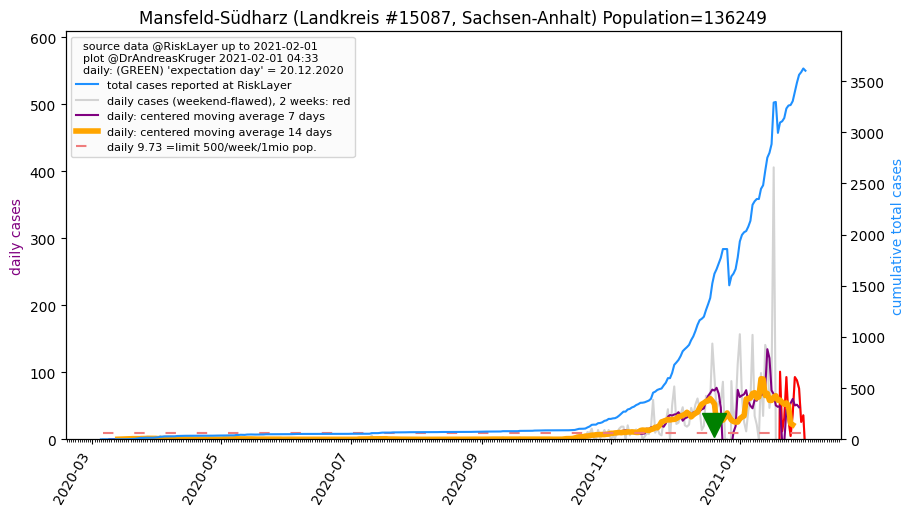 Mansfeld-Südharz (Landkreis #15087, Sachsen-Anhalt) Population=136249
source data @RiskLayer up to 2021-02-01
plot @DrAndreasKruger 2021-02-01 04:33
daily: (GREEN) 'expectation day' = 20.12.2020
total cases reported at RiskLayer
daily cases (weekend-flawed), 2 weeks: red
daily: centered moving average 7 days
daily: centered moving average 14 days
daily 9.73 =limit 500/week/1mio pop.
daily cases
600
500
400
300
200
100
0
cumulative total cases
3500
3000
2500
2000
1500
1000
500
0
2020-03
2020-05
2020-07
2020-09
2020-11
2021-01